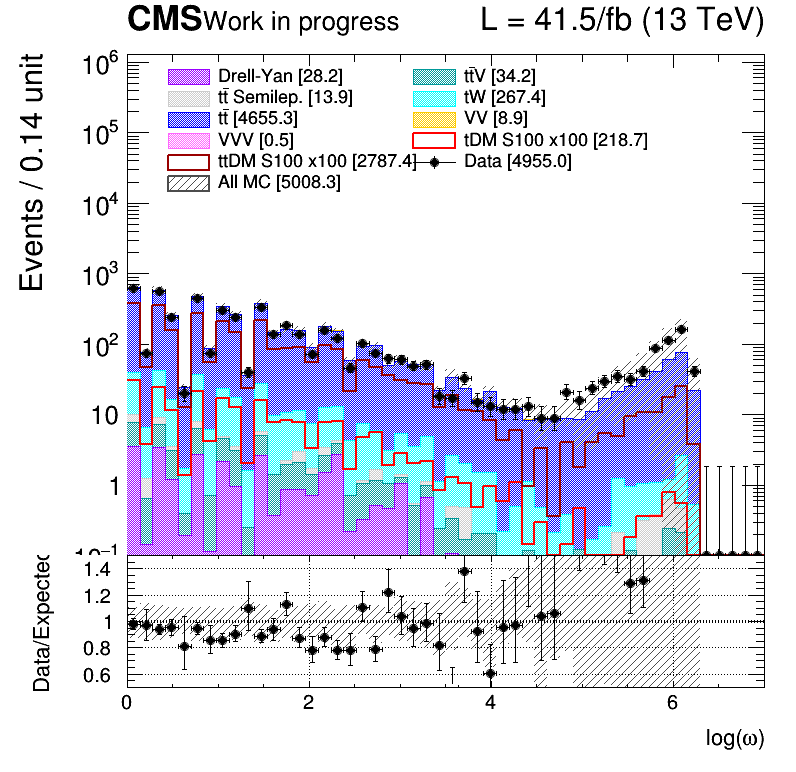 CMS Work in progress L = 41.5/fb (13 TeV)
Events / 0.14 unit
10⁶
10⁵
10⁴
10³
10²
10
1
10⁻¹
Drell-Yan [28.2] tt̄V [34.2]
tt̄ Semilep. [13.9] tW [267.4]
tt̄ [4655.3] VV [8.9]
VVV [0.5] tDM S100 x100 [218.7]
ttDM S100 x100 [2787.4] Data [4955.0]
All MC [5008.3]
Data/Expected
1.4
1.2
1
0.8
0.6
0 2 4 6
log(ω)